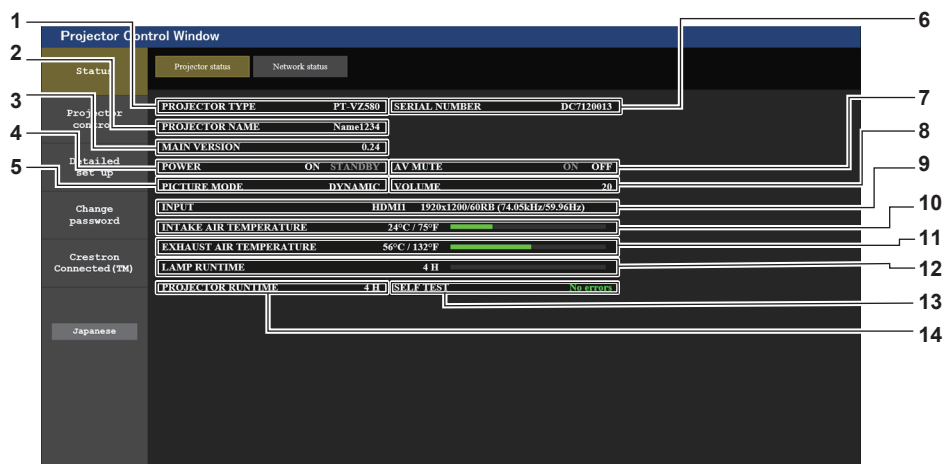 1
2
3
4
5
6
7
8
9
10
11
12
13
14
Projector Control Window
Status
Projector status
Network status
Projector
control
Detailed
set up
Change
password
Crestron
Connected(TM)
Japanese
PROJECTOR TYPE PT-VZ580 SERIAL NUMBER DC7120013
PROJECTOR NAME Name1234
MAIN VERSION 0.24
POWER ON STANDBY AV MUTE ON OFF
PICTURE MODE DYNAMIC VOLUME 20
INPUT HDMI1 1920x1200/60RB (74.05kHz/59.96Hz)
INTAKE AIR TEMPERATURE 24°C / 75°F
EXHAUST AIR TEMPERATURE 56°C / 132°F
LAMP RUNTIME 4 H
PROJECTOR RUNTIME 4 H SELF TEST No errors